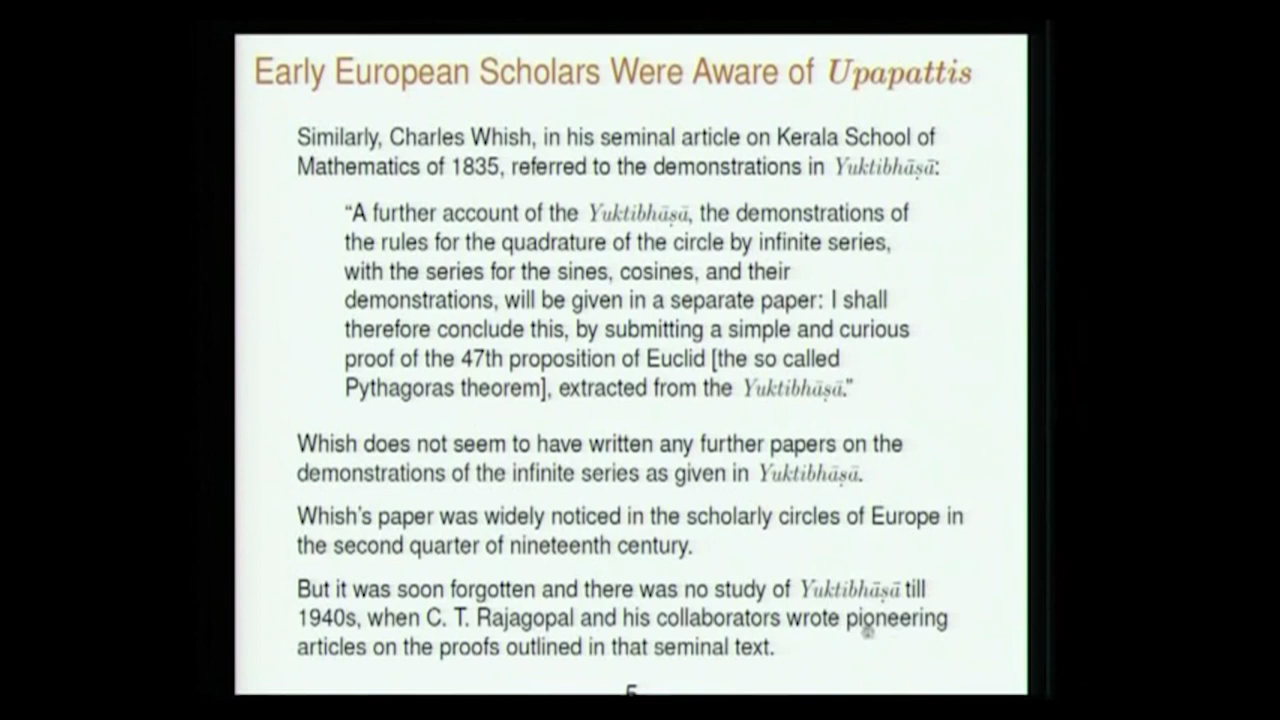 Early European Scholars Were Aware of Upapattis
Similarly, Charles Whish, in his seminal article on Kerala School of
Mathematics of 1835, referred to the demonstrations in Yuktibhāṣā:
“A further account of the Yuktibhāṣā, the demonstrations of
the rules for the quadrature of the circle by infinite series,
with the series for the sines, cosines, and their
demonstrations, will be given in a separate paper: I shall
therefore conclude this, by submitting a simple and curious
proof of the 47th proposition of Euclid [the so called
Pythagoras theorem], extracted from the Yuktibhāṣā.”
Whish does not seem to have written any further papers on the
demonstrations of the infinite series as given in Yuktibhāṣā.
Whish's paper was widely noticed in the scholarly circles of Europe in
the second quarter of nineteenth century.
But it was soon forgotten and there was no study of Yuktibhāṣā till
1940s, when C. T. Rajagopal and his collaborators wrote pioneering
articles on the proofs outlined in that seminal text.
5